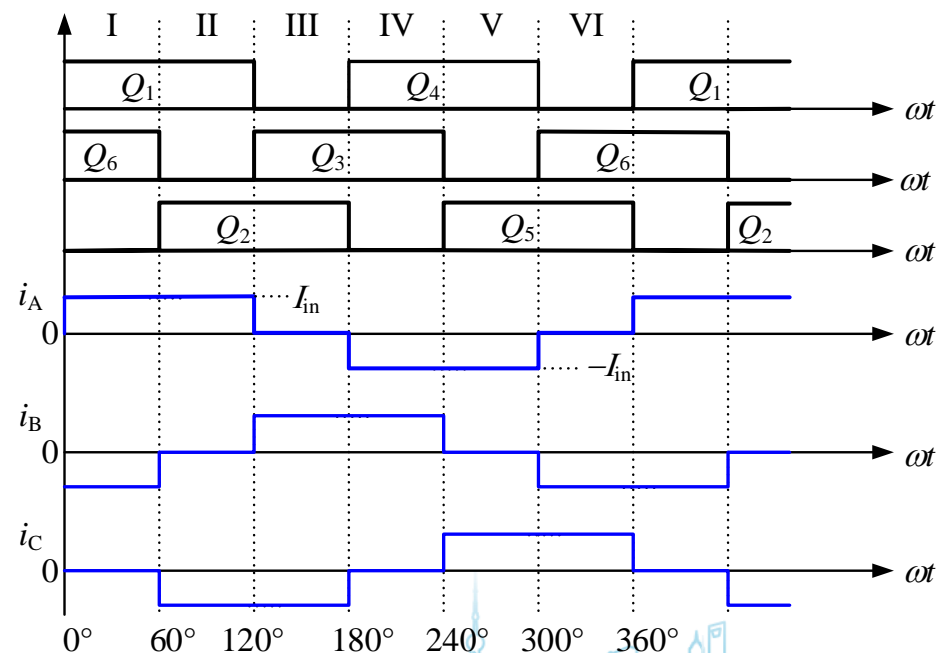 I II III IV V VI
Q1 Q4 Q1
ωt
Q6 Q3 Q6
ωt
Q2 Q5 Q2
ωt
iA Iin
0
ωt
−Iin
iB
0
ωt
iC
0
ωt
0° 60° 120° 180° 240° 300° 360°